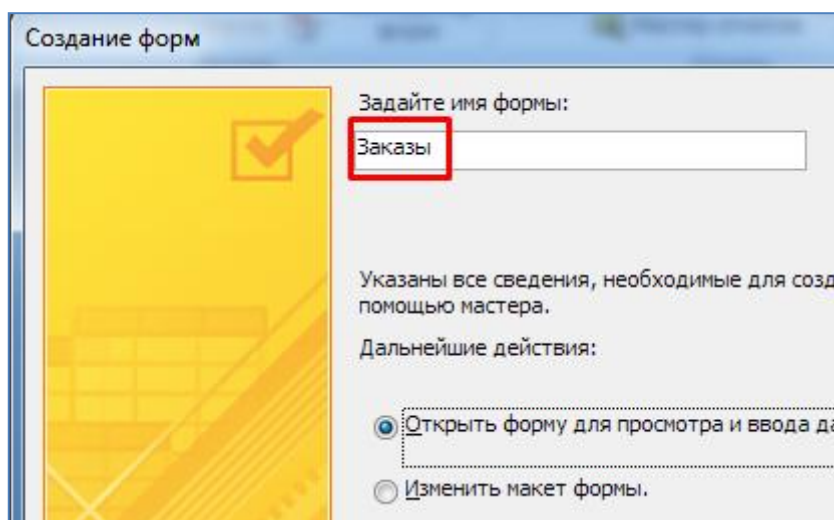 Создание форм
Задайте имя формы:
Заказы
Указаны все сведения, необходимые для созд
помощью мастера.
Дальнейшие действия:
Открыть форму для просмотра и ввода да
Изменить макет формы.